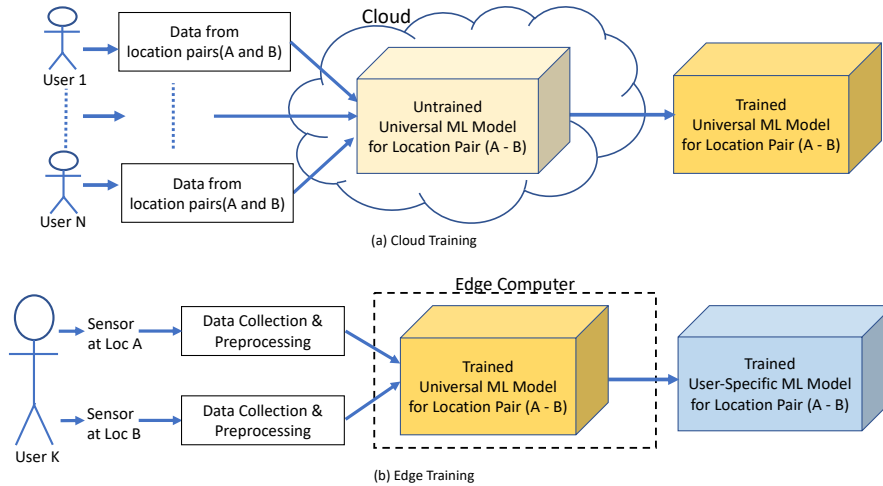 Cloud
Data from
location pairs(A and B)
User 1
Untrained
Universal ML Model
for Location Pair (A - B)
Trained
Universal ML Model
for Location Pair (A - B)
Data from
location pairs(A and B)
User N
(a) Cloud Training
Edge Computer
Sensor
at Loc A
Data Collection &
Preprocessing
Trained
Universal ML Model
for Location Pair (A - B)
Trained
User-Specific ML Model
for Location Pair (A - B)
Sensor
at Loc B
Data Collection &
Preprocessing
User K
(b) Edge Training